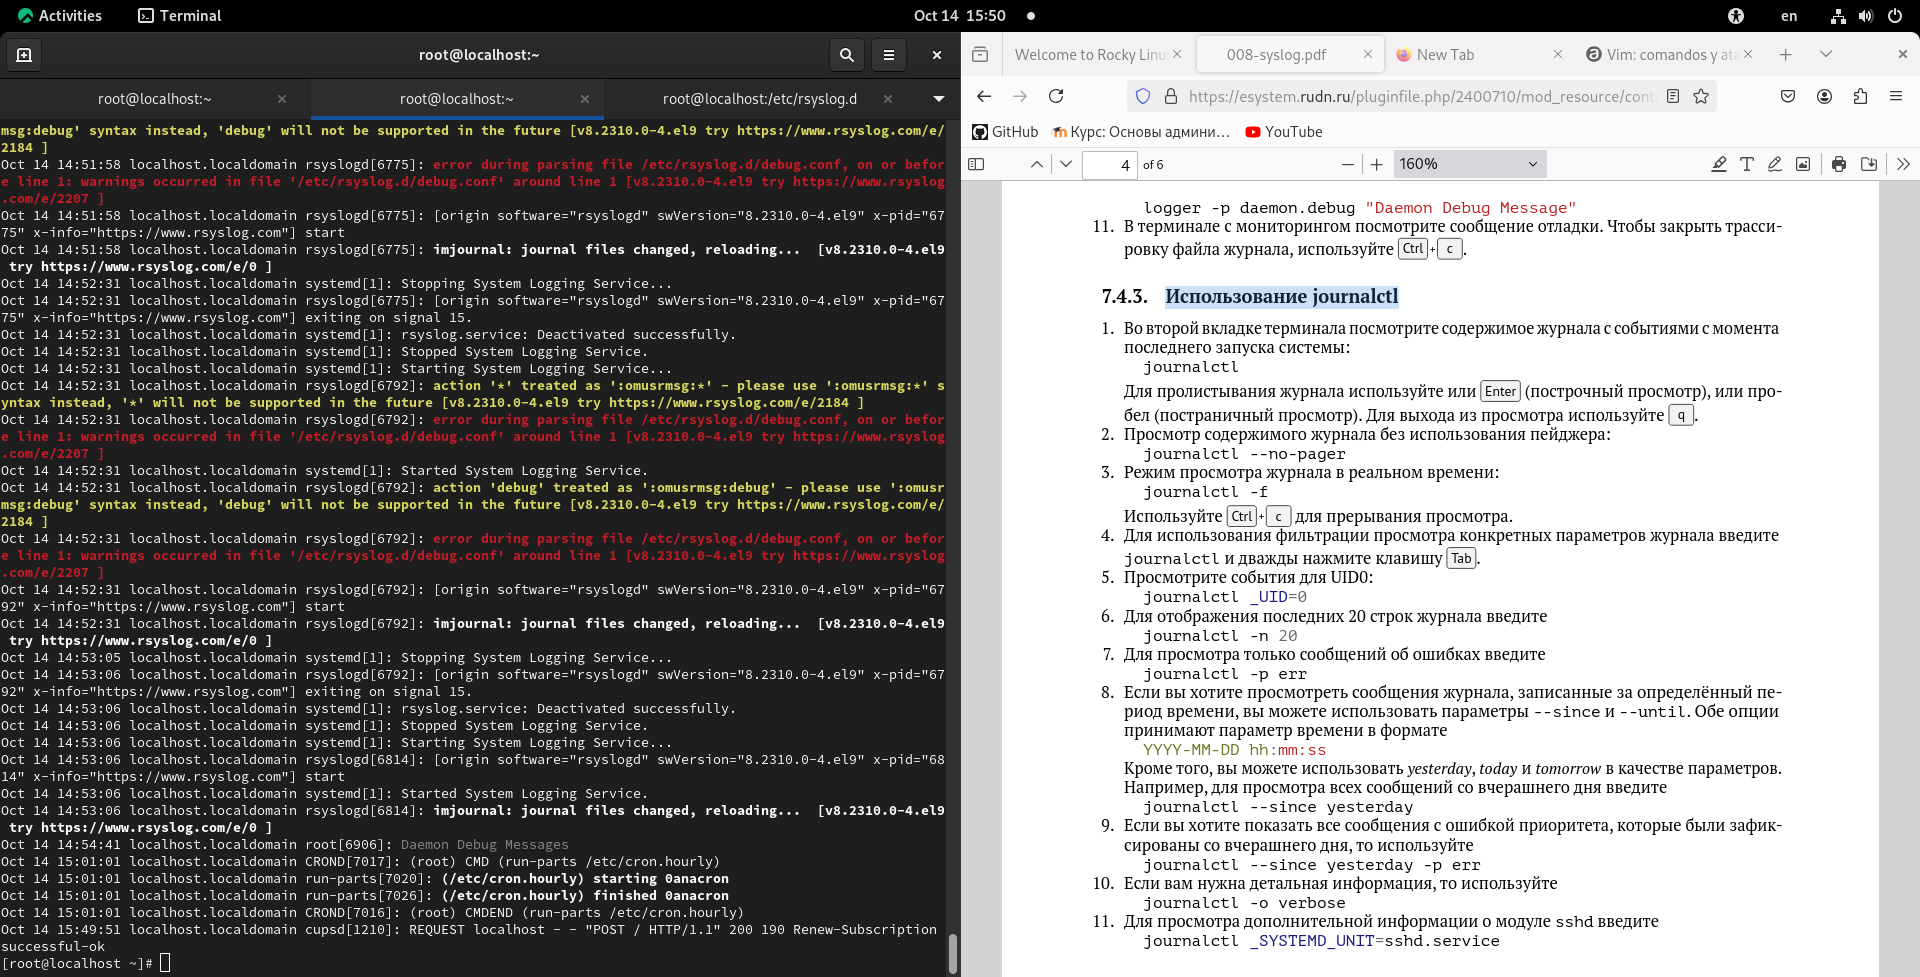 Activities
Terminal
Oct 14 15:50
en
root@localhost:~
root@localhost:~
root@localhost:~
root@localhost:/etc/rsyslog.d
msg:debug' syntax instead, 'debug' will not be supported in the future [v8.2310.0-4.el9 try https://www.rsyslog.com/e/
2184 ]
Oct 14 14:51:58 localhost.localdomain rsyslogd[6775]: error during parsing file /etc/rsyslog.d/debug.conf, on or befor
e line 1: warnings occurred in file '/etc/rsyslog.d/debug.conf' around line 1 [v8.2310.0-4.el9 try https://www.rsyslog
.com/e/2207 ]
Oct 14 14:51:58 localhost.localdomain rsyslogd[6775]: [origin software="rsyslogd" swVersion="8.2310.0-4.el9" x-pid="67
75" x-info="https://www.rsyslog.com"] start
Oct 14 14:51:58 localhost.localdomain rsyslogd[6775]: imjournal: journal files changed, reloading...  [v8.2310.0-4.el9
 try https://www.rsyslog.com/e/0 ]
Oct 14 14:52:31 localhost.localdomain systemd[1]: Stopping System Logging Service...
Oct 14 14:52:31 localhost.localdomain rsyslogd[6775]: [origin software="rsyslogd" swVersion="8.2310.0-4.el9" x-pid="67
75" x-info="https://www.rsyslog.com"] exiting on signal 15.
Oct 14 14:52:31 localhost.localdomain systemd[1]: rsyslog.service: Deactivated successfully.
Oct 14 14:52:31 localhost.localdomain systemd[1]: Stopped System Logging Service.
Oct 14 14:52:31 localhost.localdomain systemd[1]: Starting System Logging Service...
Oct 14 14:52:31 localhost.localdomain rsyslogd[6792]: action '*' treated as ':omusrmsg:*' - please use ':omusrmsg:*' s
yntax instead, '*' will not be supported in the future [v8.2310.0-4.el9 try https://www.rsyslog.com/e/2184 ]
Oct 14 14:52:31 localhost.localdomain rsyslogd[6792]: error during parsing file /etc/rsyslog.d/debug.conf, on or befor
e line 1: warnings occurred in file '/etc/rsyslog.d/debug.conf' around line 1 [v8.2310.0-4.el9 try https://www.rsyslog
.com/e/2207 ]
Oct 14 14:52:31 localhost.localdomain systemd[1]: Started System Logging Service.
Oct 14 14:52:31 localhost.localdomain rsyslogd[6792]: action 'debug' treated as ':omusrmsg:debug' - please use ':omusr
msg:debug' syntax instead, 'debug' will not be supported in the future [v8.2310.0-4.el9 try https://www.rsyslog.com/e/
2184 ]
Oct 14 14:52:31 localhost.localdomain rsyslogd[6792]: error during parsing file /etc/rsyslog.d/debug.conf, on or befor
e line 1: warnings occurred in file '/etc/rsyslog.d/debug.conf' around line 1 [v8.2310.0-4.el9 try https://www.rsyslog
.com/e/2207 ]
Oct 14 14:52:31 localhost.localdomain rsyslogd[6792]: [origin software="rsyslogd" swVersion="8.2310.0-4.el9" x-pid="67
92" x-info="https://www.rsyslog.com"] start
Oct 14 14:52:31 localhost.localdomain rsyslogd[6792]: imjournal: journal files changed, reloading...  [v8.2310.0-4.el9
 try https://www.rsyslog.com/e/0 ]
Oct 14 14:53:05 localhost.localdomain systemd[1]: Stopping System Logging Service...
Oct 14 14:53:06 localhost.localdomain rsyslogd[6792]: [origin software="rsyslogd" swVersion="8.2310.0-4.el9" x-pid="67
92" x-info="https://www.rsyslog.com"] exiting on signal 15.
Oct 14 14:53:06 localhost.localdomain systemd[1]: rsyslog.service: Deactivated successfully.
Oct 14 14:53:06 localhost.localdomain systemd[1]: Stopped System Logging Service.
Oct 14 14:53:06 localhost.localdomain systemd[1]: Starting System Logging Service...
Oct 14 14:53:06 localhost.localdomain rsyslogd[6814]: [origin software="rsyslogd" swVersion="8.2310.0-4.el9" x-pid="68
14" x-info="https://www.rsyslog.com"] start
Oct 14 14:53:06 localhost.localdomain systemd[1]: Started System Logging Service.
Oct 14 14:53:06 localhost.localdomain rsyslogd[6814]: imjournal: journal files changed, reloading...  [v8.2310.0-4.el9
 try https://www.rsyslog.com/e/0 ]
Oct 14 14:54:41 localhost.localdomain root[6906]: Daemon Debug Messages
Oct 14 15:01:01 localhost.localdomain CROND[7017]: (root) CMD (run-parts /etc/cron.hourly)
Oct 14 15:01:01 localhost.localdomain run-parts[7020]: (/etc/cron.hourly) starting 0anacron
Oct 14 15:01:01 localhost.localdomain run-parts[7026]: (/etc/cron.hourly) finished 0anacron
Oct 14 15:01:01 localhost.localdomain CROND[7016]: (root) CMDEND (run-parts /etc/cron.hourly)
Oct 14 15:49:51 localhost.localdomain cupsd[1210]: REQUEST localhost - - "POST / HTTP/1.1" 200 190 Renew-Subscription
successful-ok
[root@localhost ~]#
Welcome to Rocky Linu
008-syslog.pdf
New Tab
Vim: comandos y ata
https://esystem.rudn.ru/pluginfile.php/2400710/mod_resource/cont
GitHub
Курс: Основы админи…
YouTube
4 of 6
160%
logger -p daemon.debug "Daemon Debug Message"
11. В терминале с мониторингом посмотрите сообщение отладки. Чтобы закрыть трасси-
ровку файла журнала, используйте Ctrl + c .
7.4.3. Использование journalctl
1. Во второй вкладке терминала посмотрите содержимое журнала с событиями с момента
последнего запуска системы:
journalctl
Для пролистывания журнала используйте или Enter (построчный просмотр), или про-
бел (постраничный просмотр). Для выхода из просмотра используйте q .
2. Просмотр содержимого журнала без использования пейджера:
journalctl --no-pager
3. Режим просмотра журнала в реальном времени:
journalctl -f
Используйте Ctrl + c для прерывания просмотра.
4. Для использования фильтрации просмотра конкретных параметров журнала введите
journalctl и дважды нажмите клавишу Tab .
5. Просмотрите события для UID0:
journalctl _UID=0
6. Для отображения последних 20 строк журнала введите
journalctl -n 20
7. Для просмотра только сообщений об ошибках введите
journalctl -p err
8. Если вы хотите просмотреть сообщения журнала, записанные за определённый пе-
риод времени, вы можете использовать параметры --since и --until. Обе опции
принимают параметр времени в формате
YYYY-MM-DD hh:mm:ss
Кроме того, вы можете использовать yesterday, today и tomorrow в качестве параметров.
Например, для просмотра всех сообщений со вчерашнего дня введите
journalctl --since yesterday
9. Если вы хотите показать все сообщения с ошибкой приоритета, которые были зафик-
сированы со вчерашнего дня, то используйте
journalctl --since yesterday -p err
10. Если вам нужна детальная информация, то используйте
journalctl -o verbose
11. Для просмотра дополнительной информации о модуле sshd введите
journalctl _SYSTEMD_UNIT=sshd.service